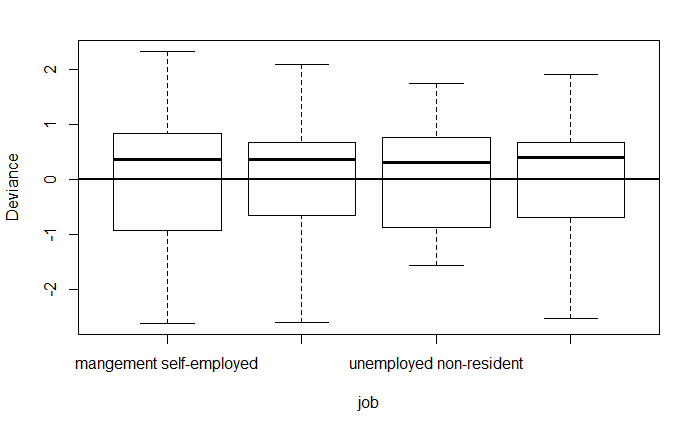 2
1
0
-1
-2
Deviance
mangement self-employed unemployed non-resident
job